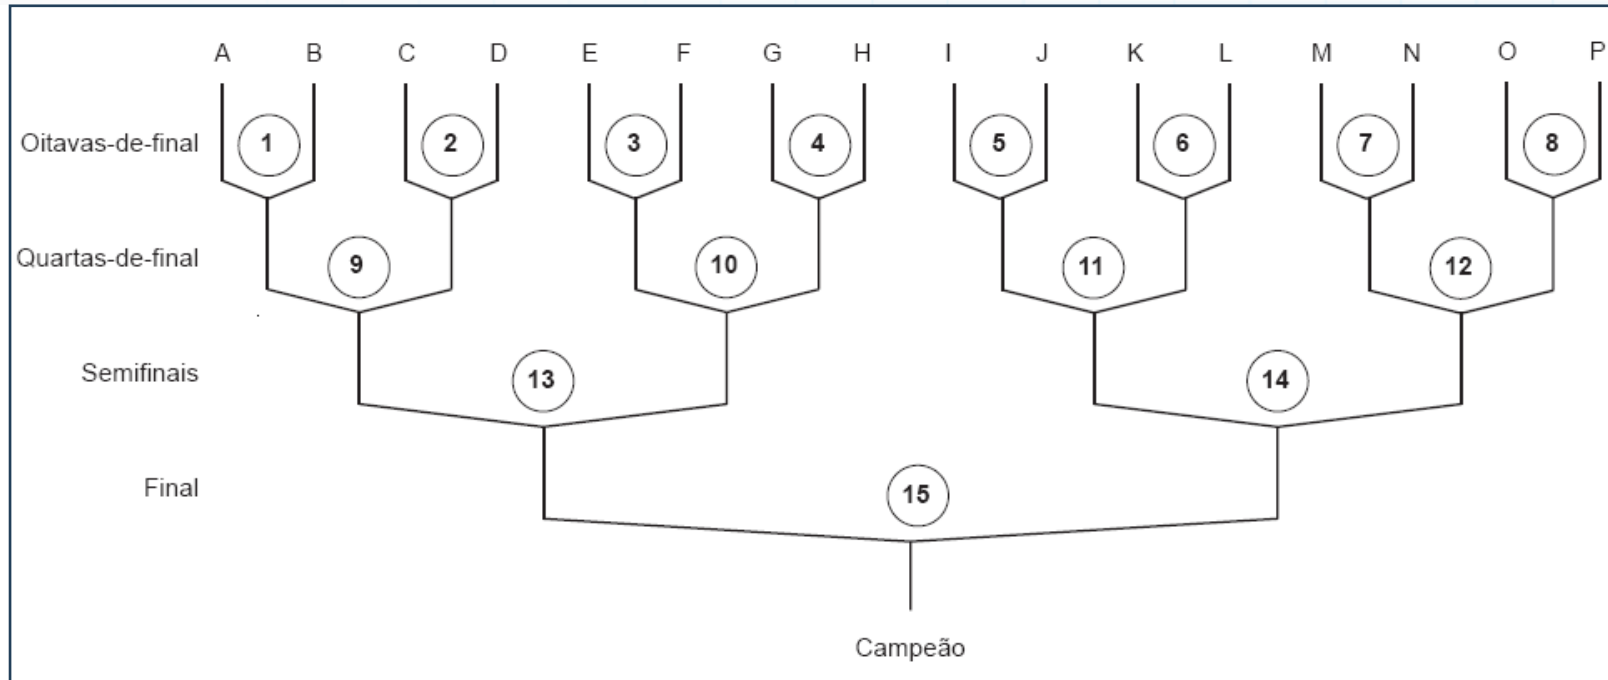 A B C D E F G H I J K L M N O P
Oitavas-de-final 1 2 3 4 5 6 7 8
Quartas-de-final 9 10 11 12
Semifinais 13 14
Final 15
Campeão